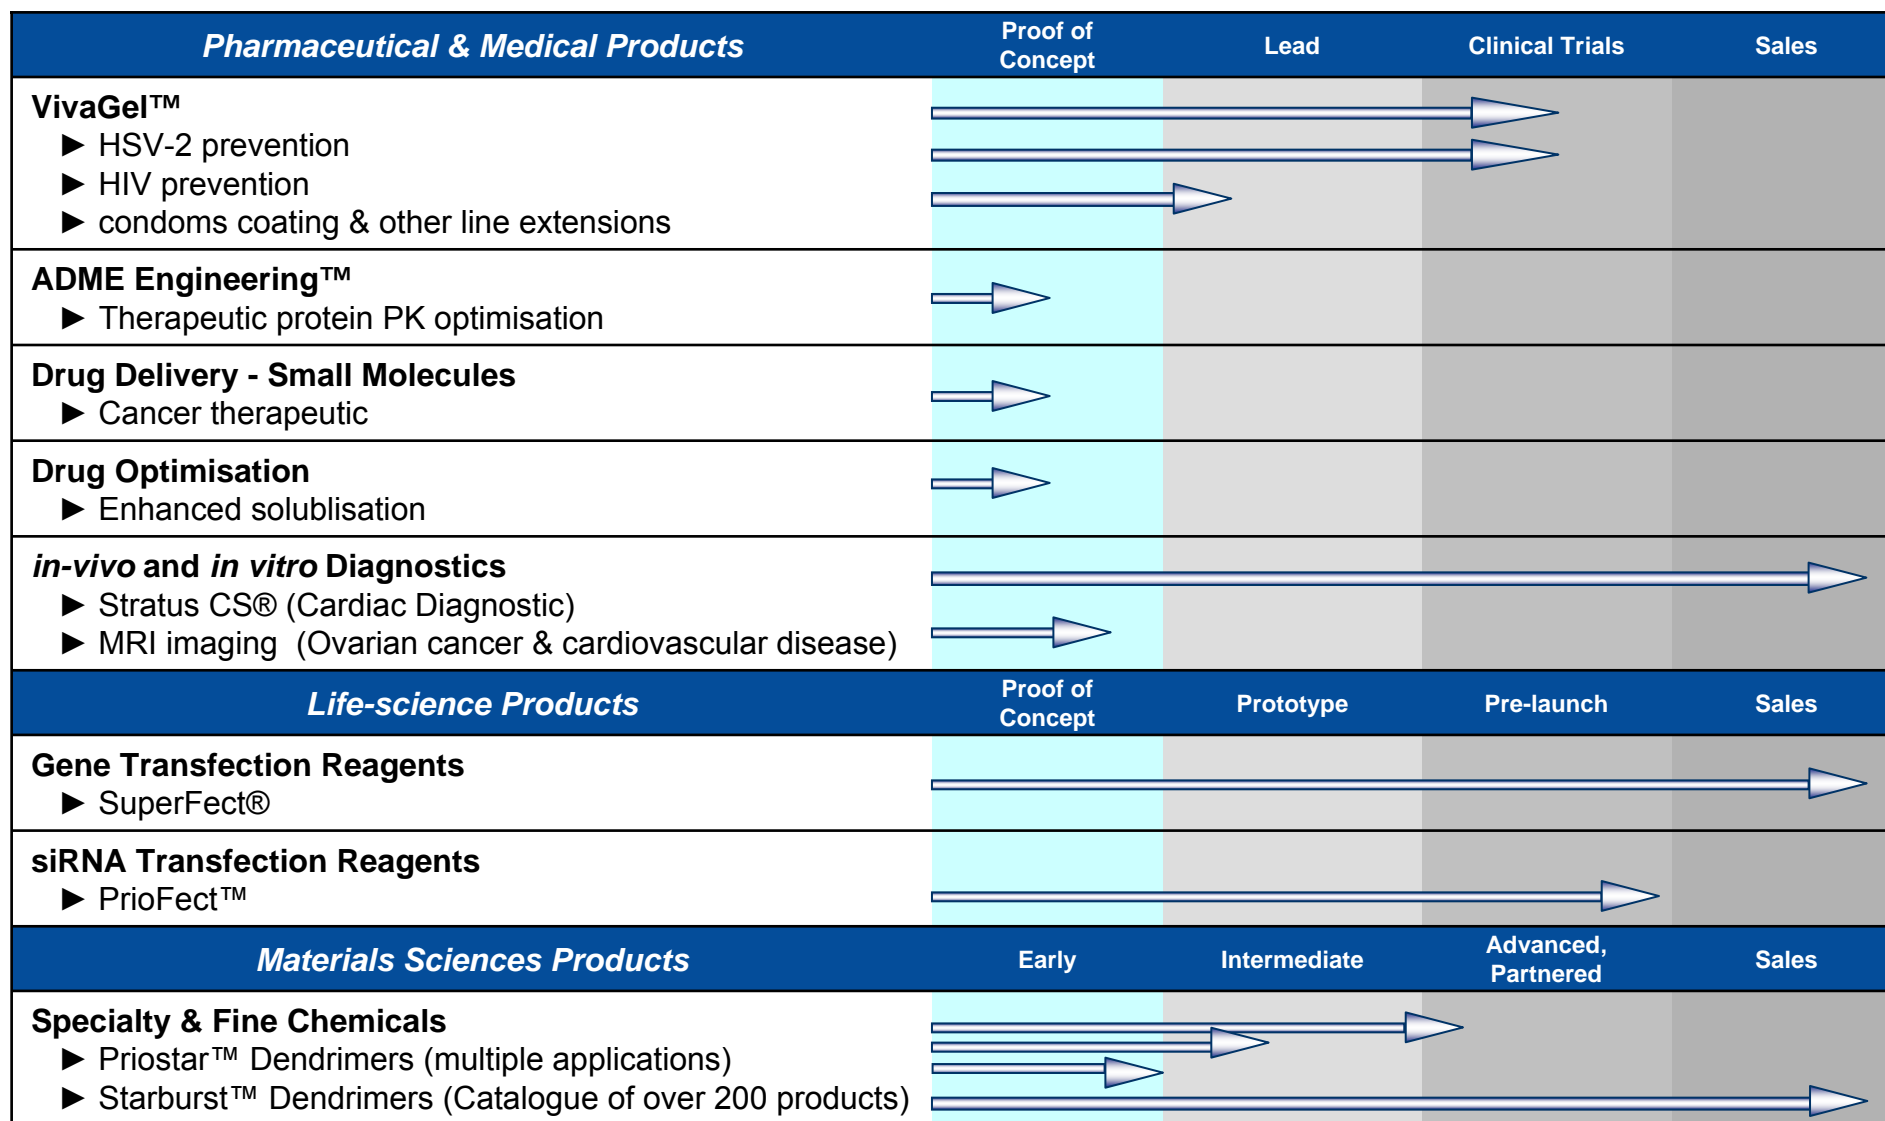 Pharmaceutical & Medical Products
Proof of
Concept
Lead
Clinical Trials
Sales
VivaGel™
► HSV-2 prevention
► HIV prevention
► condoms coating & other line extensions
ADME Engineering™
► Therapeutic protein PK optimisation
Drug Delivery - Small Molecules
► Cancer therapeutic
Drug Optimisation
► Enhanced solublisation
in-vivo and in vitro Diagnostics
► Stratus CS® (Cardiac Diagnostic)
► MRI imaging (Ovarian cancer & cardiovascular disease)
Life-science Products
Proof of
Concept
Prototype
Pre-launch
Sales
Gene Transfection Reagents
► SuperFect®
siRNA Transfection Reagents
► PrioFect™
Materials Sciences Products
Early
Intermediate
Advanced,
Partnered
Sales
Specialty & Fine Chemicals
► Priostar™ Dendrimers (multiple applications)
► Starburst™ Dendrimers (Catalogue of over 200 products)